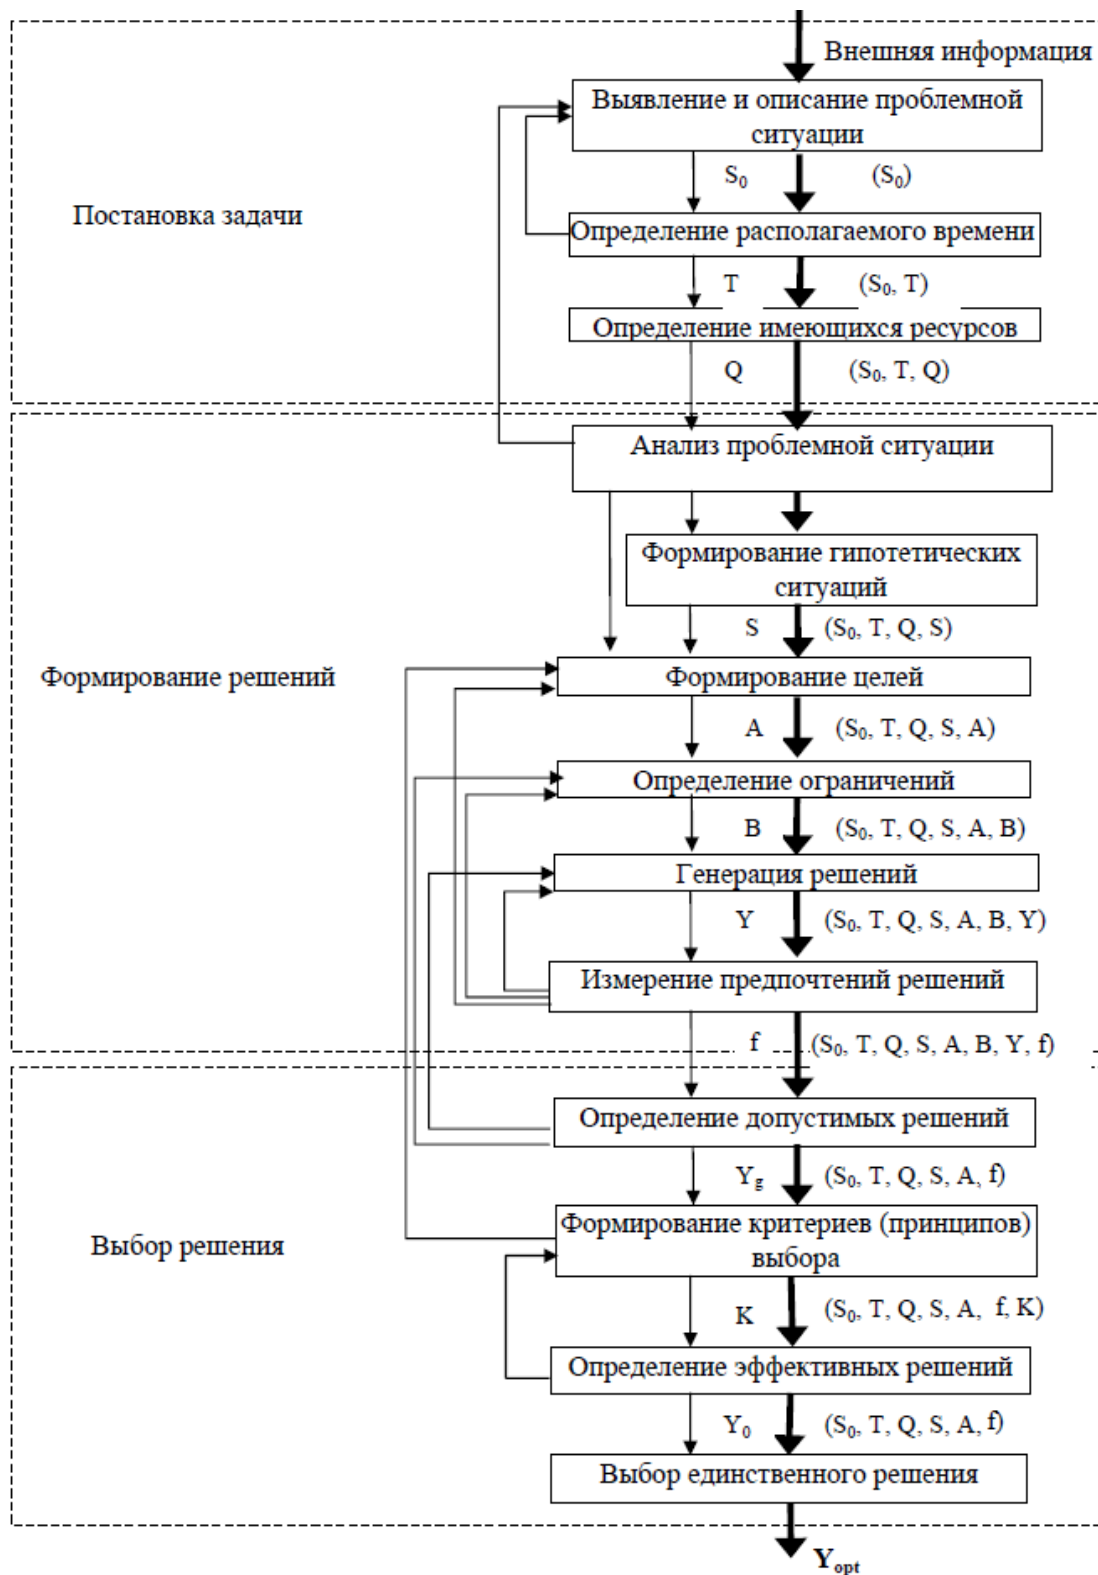 Внешняя информация
Выявление и описание проблемной
ситуации
S₀ (S₀)
Постановка задачи
Определение располагаемого времени
T (S₀, T)
Определение имеющихся ресурсов
Q (S₀, T, Q)
Анализ проблемной ситуации
Формирование гипотетических
ситуаций
S (S₀, T, Q, S)
Формирование решений
Формирование целей
A (S₀, T, Q, S, A)
Определение ограничений
B (S₀, T, Q, S, A, B)
Генерация решений
Y (S₀, T, Q, S, A, B, Y)
Измерение предпочтений решений
f (S₀, T, Q, S, A, B, Y, f)
Определение допустимых решений
Yg (S₀, T, Q, S, A, f)
Формирование критериев (принципов)
выбора
Выбор решения
K (S₀, T, Q, S, A, f, K)
Определение эффективных решений
Y₀ (S₀, T, Q, S, A, f)
Выбор единственного решения
Yopt